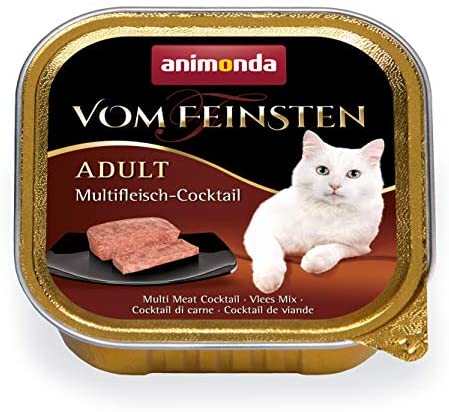 animonda
VOM FEINSTEN
ADULT
Multifleisch-Cocktail
Multi Meat Cocktail · Vlees Mix ·
Cocktail di carne · Cocktail de viande